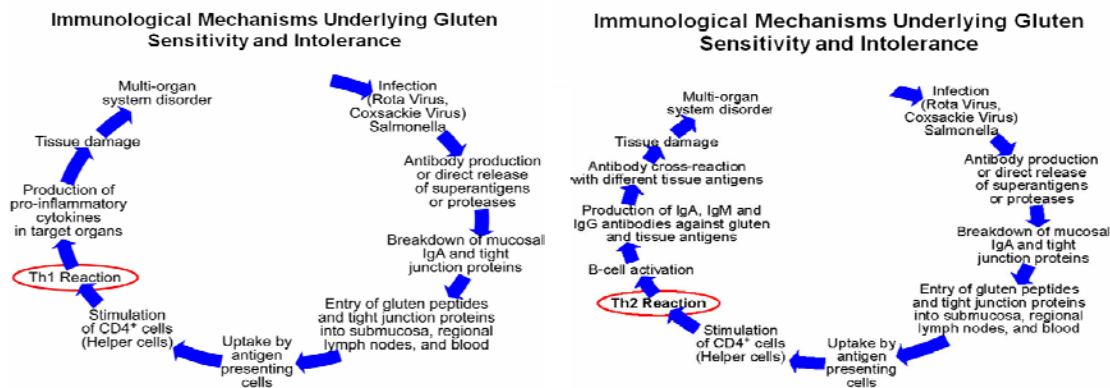 Immunological Mechanisms Underlying Gluten
Sensitivity and Intolerance
Infection
(Rota Virus,
Coxsackie Virus)
Salmonella
Antibody production
or direct release
of superantigens
or proteases
Breakdown of mucosal
IgA and tight
junction proteins
Entry of gluten peptides
and tight junction proteins
into submucosa, regional
lymph nodes, and blood
Uptake by
antigen
presenting
cells
Stimulation
of CD4⁺ cells
(Helper cells)
Th1 Reaction
Production of
pro-inflammatory
cytokines
in target organs
Tissue damage
Multi-organ
system disorder
Immunological Mechanisms Underlying Gluten
Sensitivity and Intolerance
Infection
(Rota Virus,
Coxsackie Virus)
Salmonella
Antibody production
or direct release
of superantigens
or proteases
Breakdown of mucosal
IgA and tight
junction proteins
Entry of gluten peptides
and tight junction proteins
into submucosa, regional
lymph nodes, and blood
Uptake by
antigen
presenting
cells
Stimulation
of CD4⁺ cells
(Helper cells)
Th2 Reaction
B-cell activation
Production of IgA, IgM and
IgG antibodies against gluten
and tissue antigens
Antibody cross-reaction
with different tissue antigens
Tissue damage
Multi-organ
system disorder